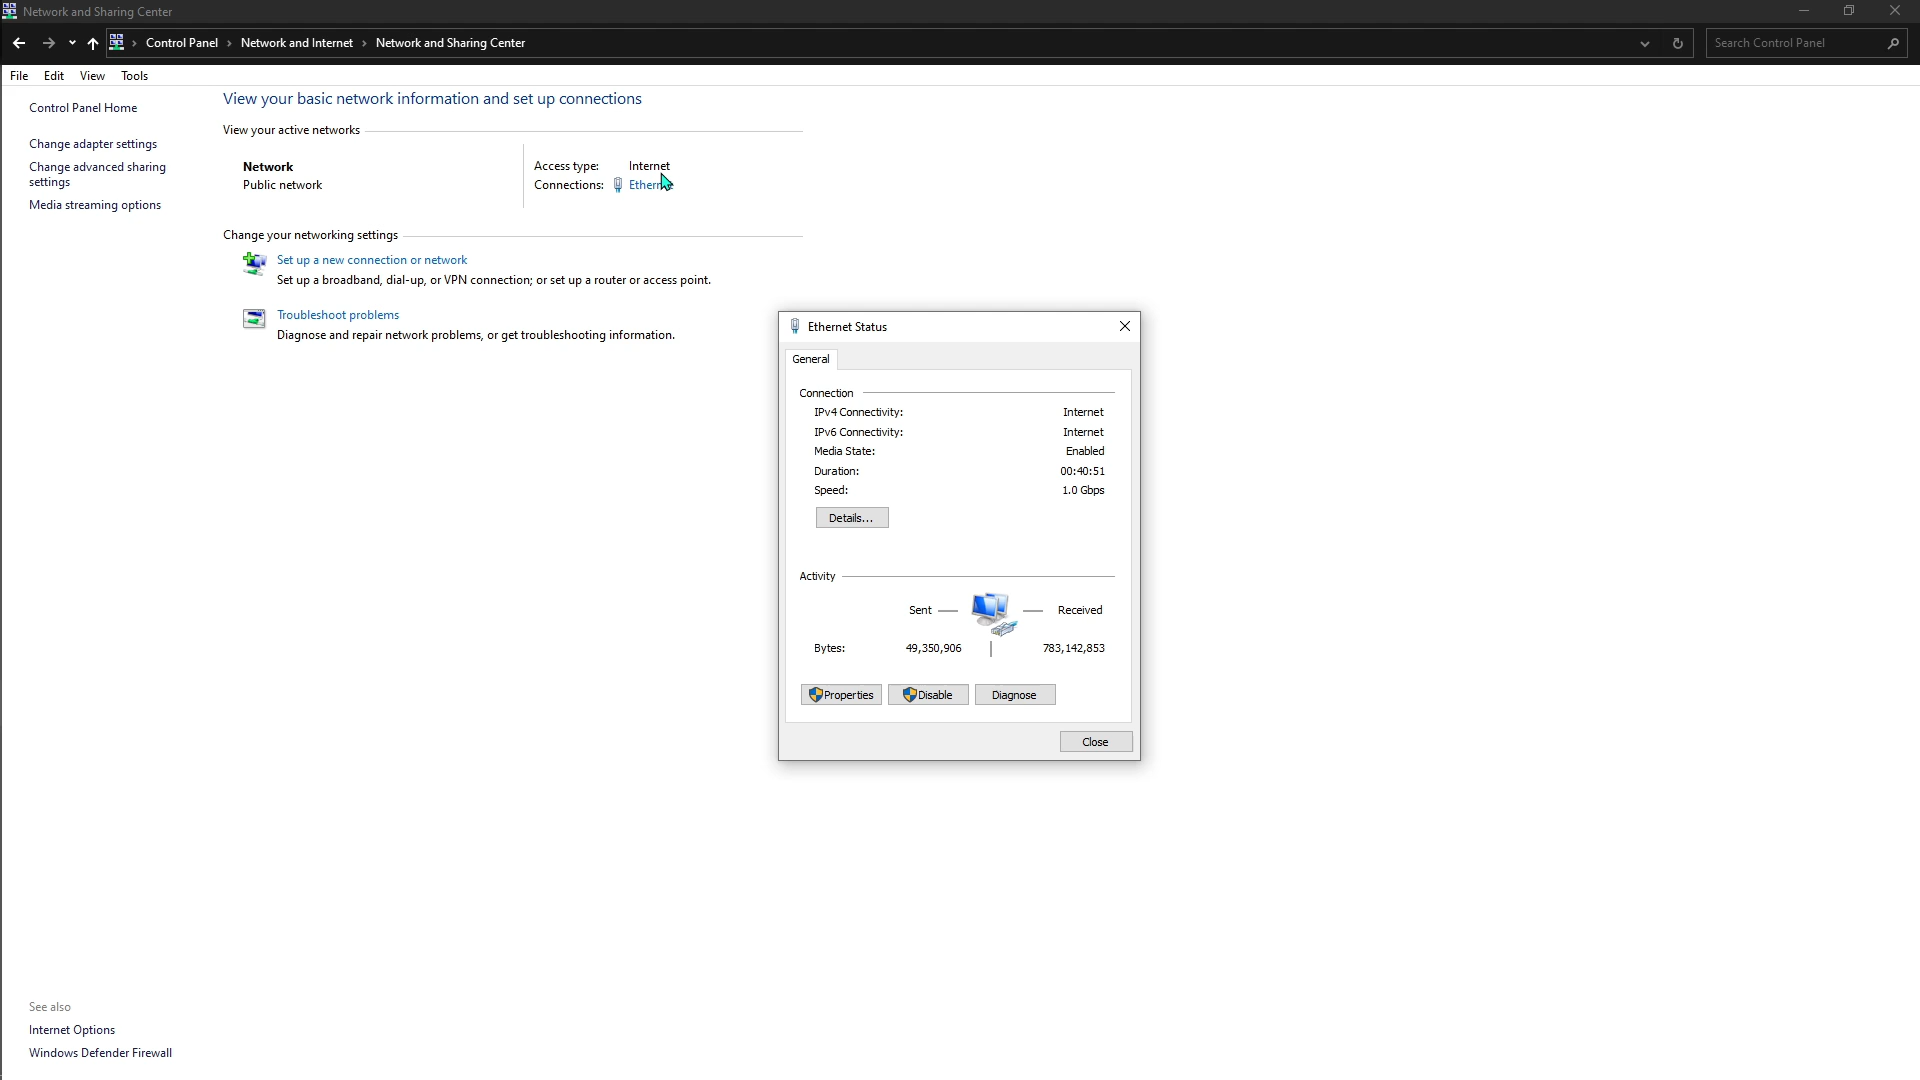 Network and Sharing Center
Control Panel > Network and Internet > Network and Sharing Center
Search Control Panel
File Edit View Tools
Control Panel Home
Change adapter settings
Change advanced sharing
settings
Media streaming options
View your basic network information and set up connections
View your active networks
Network
Public network
Access type: Internet
Connections:
Change your networking settings
Set up a new connection or network
Set up a broadband, dial-up, or VPN connection; or set up a router or access point.
Troubleshoot problems
Diagnose and repair network problems, or get troubleshooting information.
Ethernet Status
General
Connection
IPv4 Connectivity: Internet
IPv6 Connectivity: Internet
Media State: Enabled
Duration: 00:40:51
Speed: 1.0 Gbps
Details...
Activity
Sent — Received
Bytes: 49,350,906 | 783,142,853
Properties Disable Diagnose
Close
See also
Internet Options
Windows Defender Firewall